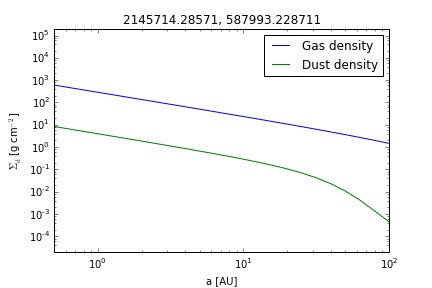 2145714.28571, 587993.228711
Gas density
Dust density
Σ_d [g cm^{-2}]
10^5
10^4
10^3
10^2
10^1
10^0
10^{-1}
10^{-2}
10^{-3}
10^{-4}
10^0 10^1 10^2
a [AU]